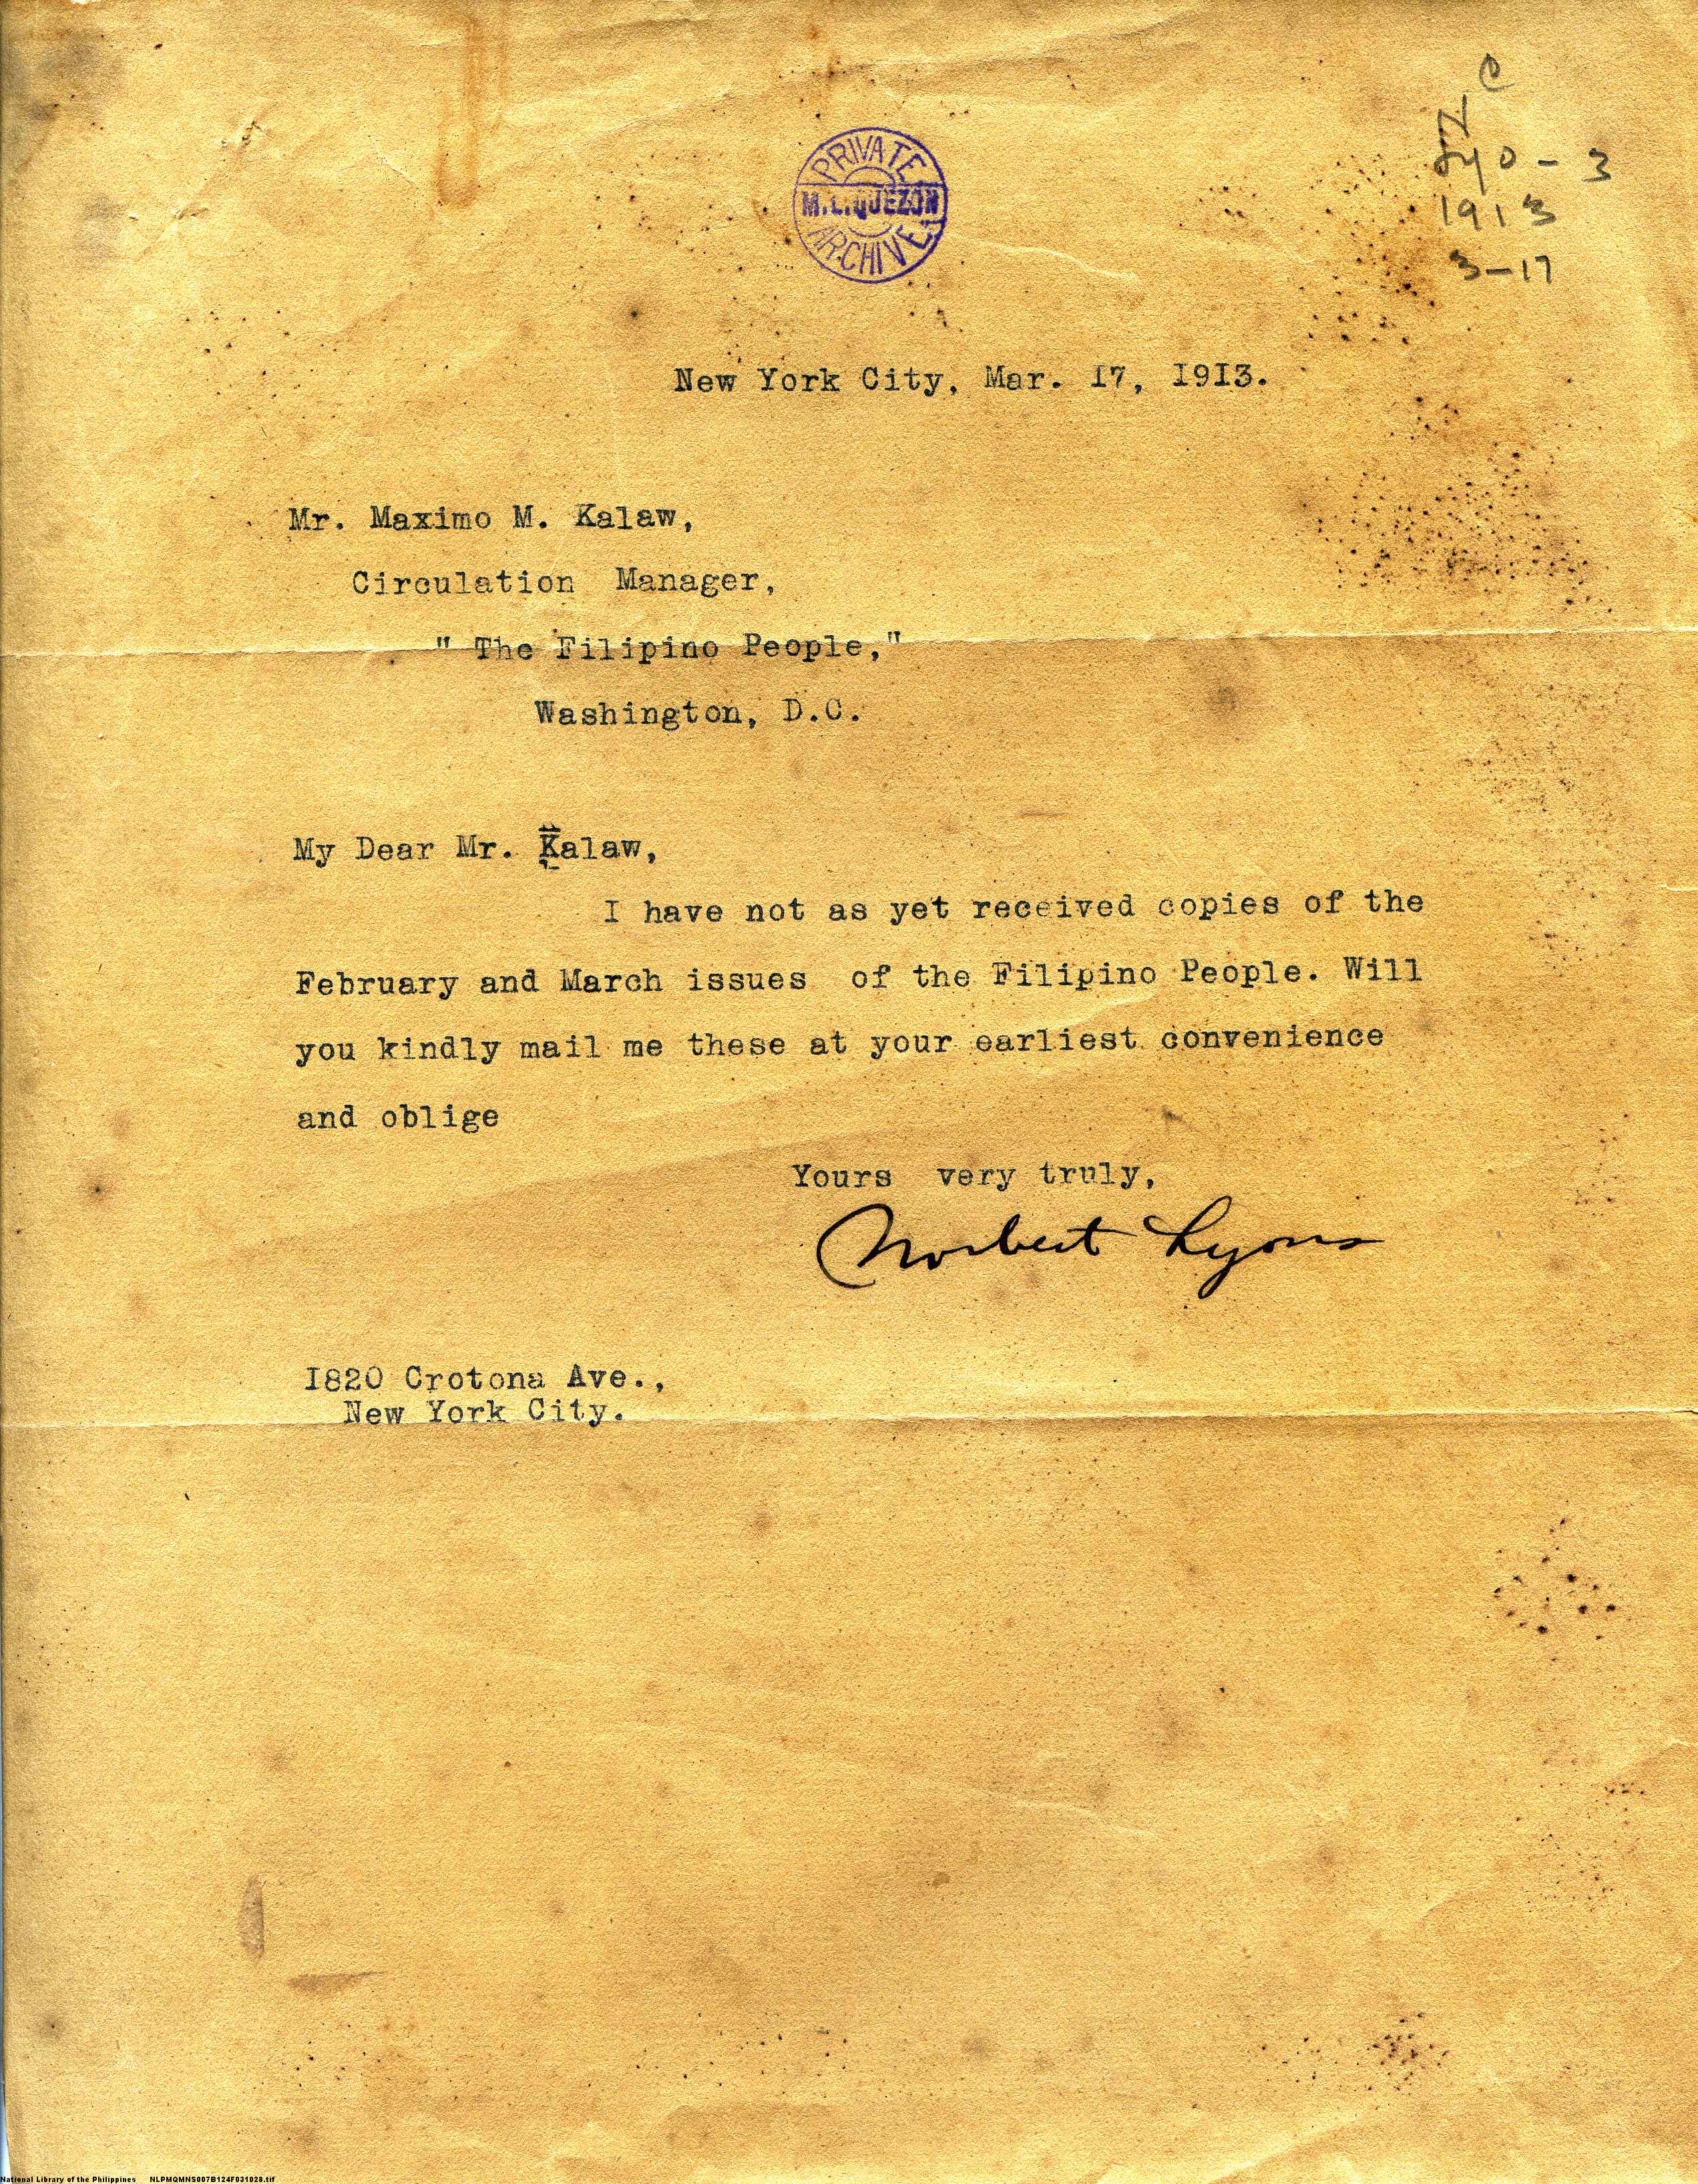 C
N
1913
3-17
PRIVATE
M.L.QUEZON
ARCHIVE
New York City, Mar. 17, 1913.
Mr. Maximo M. Kalaw,
Circulation Manager,
" The Filipino People,"
Washington, D.C.
My Dear Mr. Kalaw,
I have not as yet received copies of the
February and March issues of the Filipino People. Will
you kindly mail me these at your earliest convenience
and oblige
Yours very truly,
Norbert Lyons
1820 Crotona Ave.,
New York City.
National Library of the Philippines NLPMQMNS007B124F031028.tif